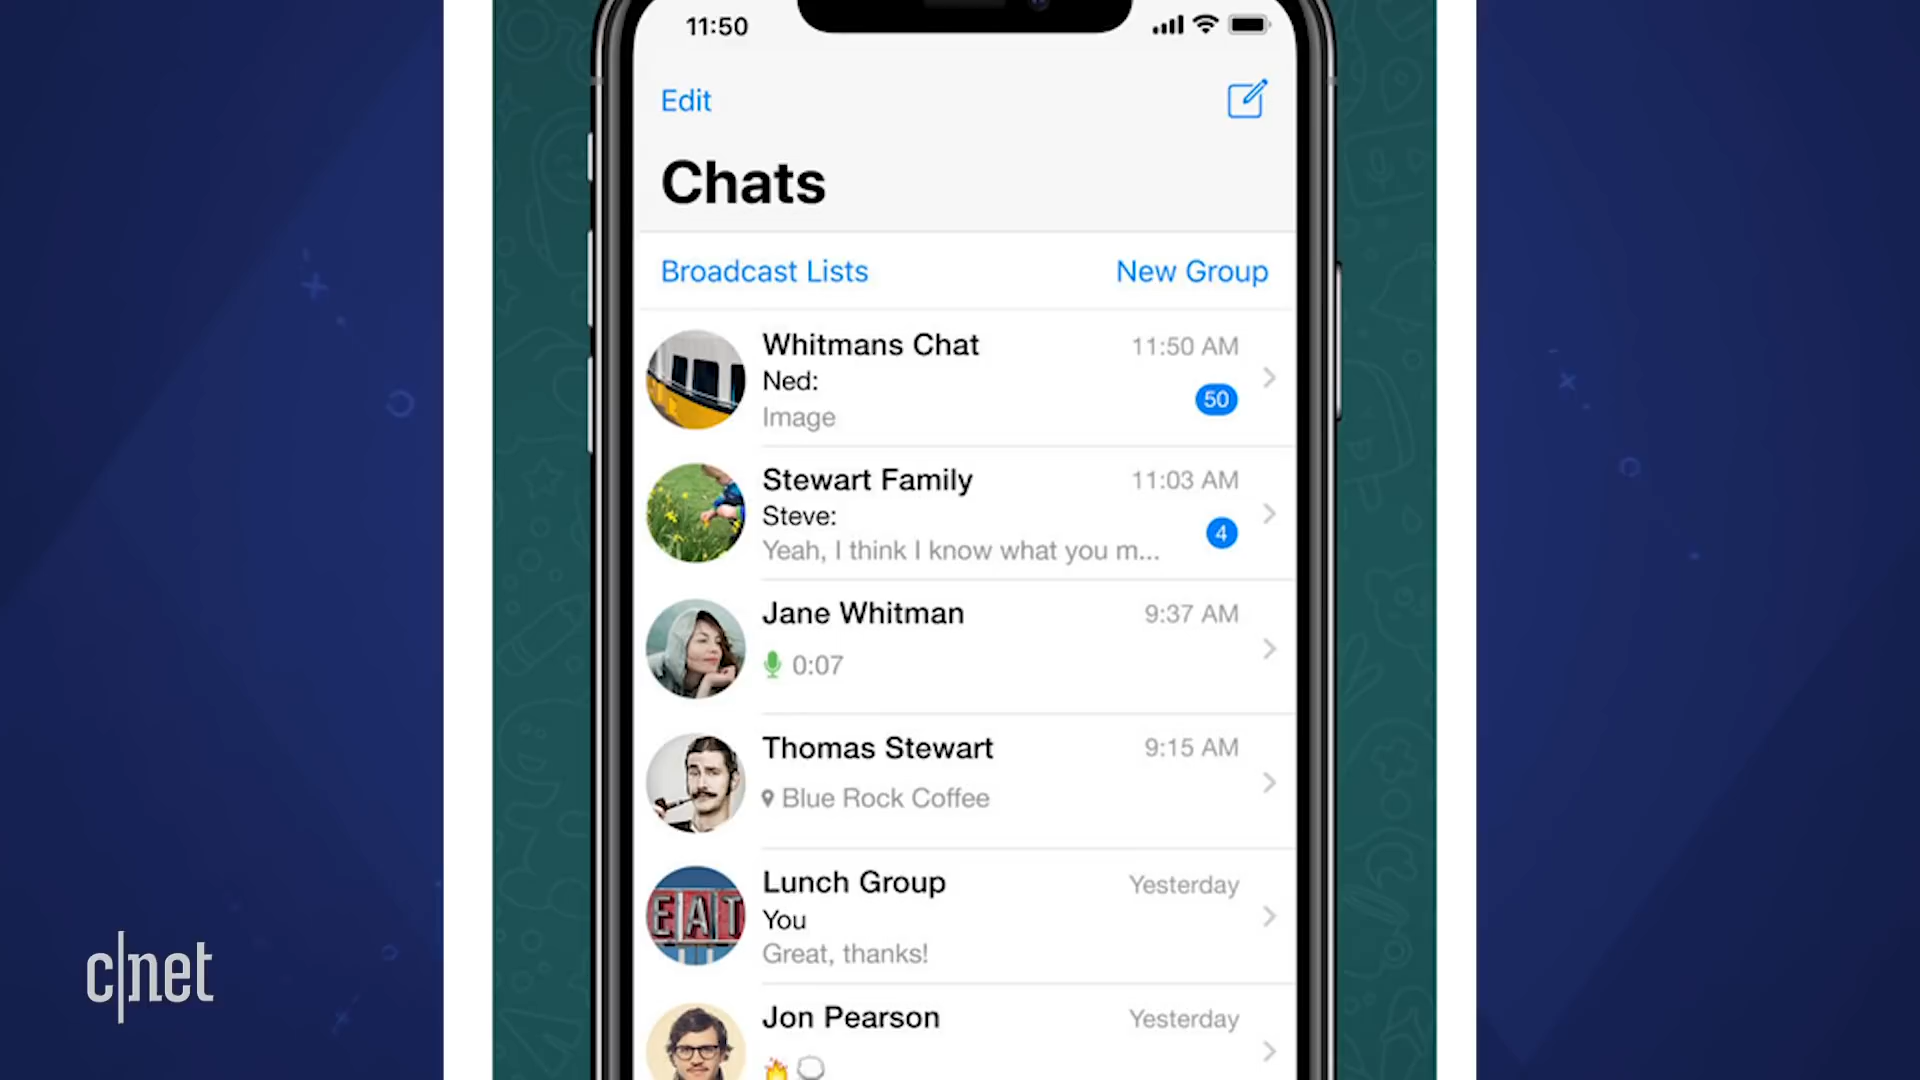 11:50
Edit
Chats
Broadcast Lists
New Group
Whitmans Chat
11:50 AM
Ned:
50
Image
Stewart Family
11:03 AM
Steve:
4
Yeah, I think I know what you m...
Jane Whitman
9:37 AM
0:07
Thomas Stewart
9:15 AM
Blue Rock Coffee
EAT
Lunch Group
Yesterday
You
Great, thanks!
Jon Pearson
Yesterday
c|net